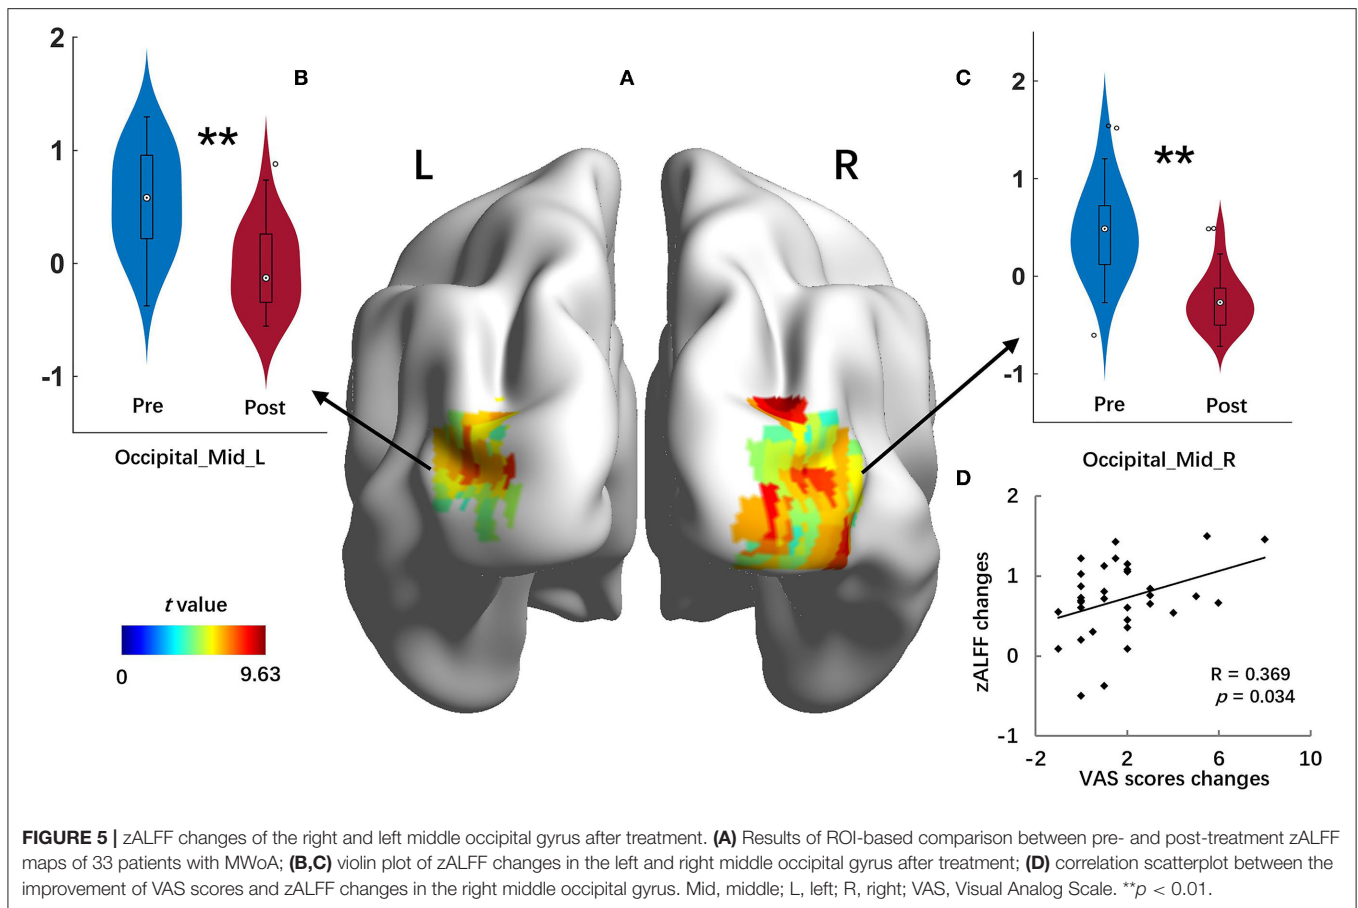 B
2
1
0
-1
**
Pre
Post
Occipital_Mid_L
A
L
R
t value
0
9.63
C
2
1
0
-1
**
Pre
Post
Occipital_Mid_R
D
2
1
0
-1
zALFF changes
R = 0.369
p = 0.034
-2
2
6
10
VAS scores changes
FIGURE 5 | zALFF changes of the right and left middle occipital gyrus after treatment. (A) Results of ROI-based comparison between pre- and post-treatment zALFF
maps of 33 patients with MWoA; (B,C) violin plot of zALFF changes in the left and right middle occipital gyrus after treatment; (D) correlation scatterplot between the
improvement of VAS scores and zALFF changes in the right middle occipital gyrus. Mid, middle; L, left; R, right; VAS, Visual Analog Scale. **p < 0.01.